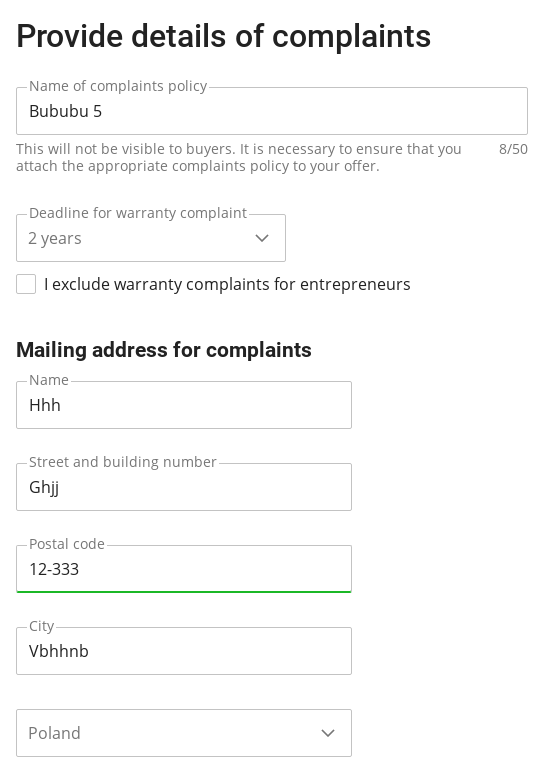 Provide details of complaints
Name of complaints policy
Bububu 5
This will not be visible to buyers. It is necessary to ensure that you
attach the appropriate complaints policy to your offer.
8/50
Deadline for warranty complaint
2 years
I exclude warranty complaints for entrepreneurs
Mailing address for complaints
Name
Hhh
Street and building number
Ghjj
Postal code
12-333
City
Vbhhnb
Poland